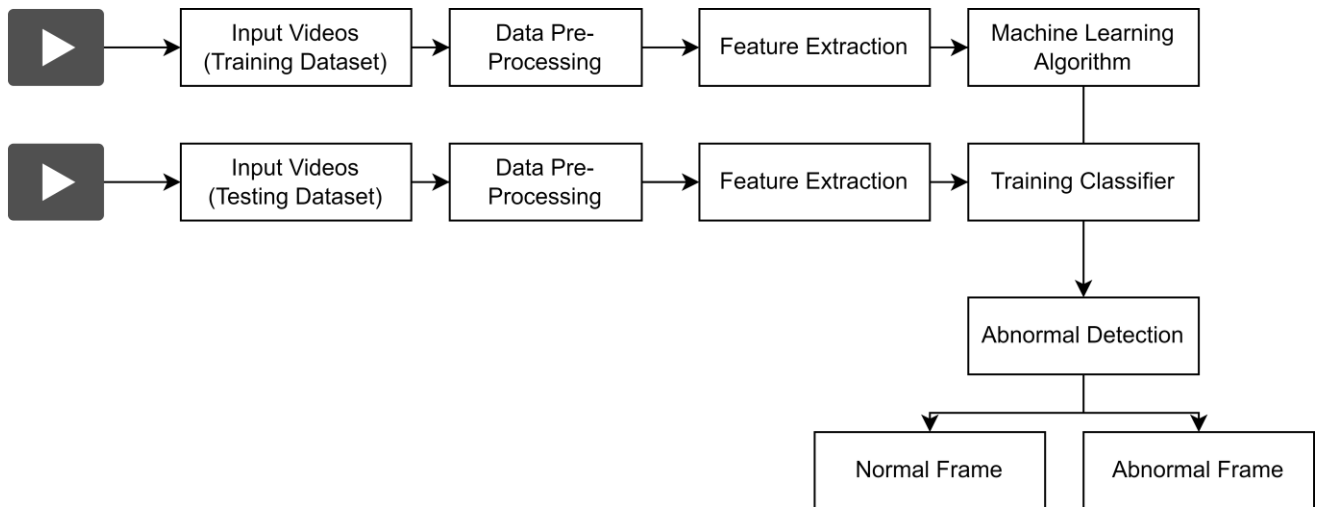 Input Videos
(Training Dataset)
Data Pre-
Processing
Feature Extraction
Machine Learning
Algorithm
Input Videos
(Testing Dataset)
Data Pre-
Processing
Feature Extraction
Training Classifier
Abnormal Detection
Normal Frame
Abnormal Frame